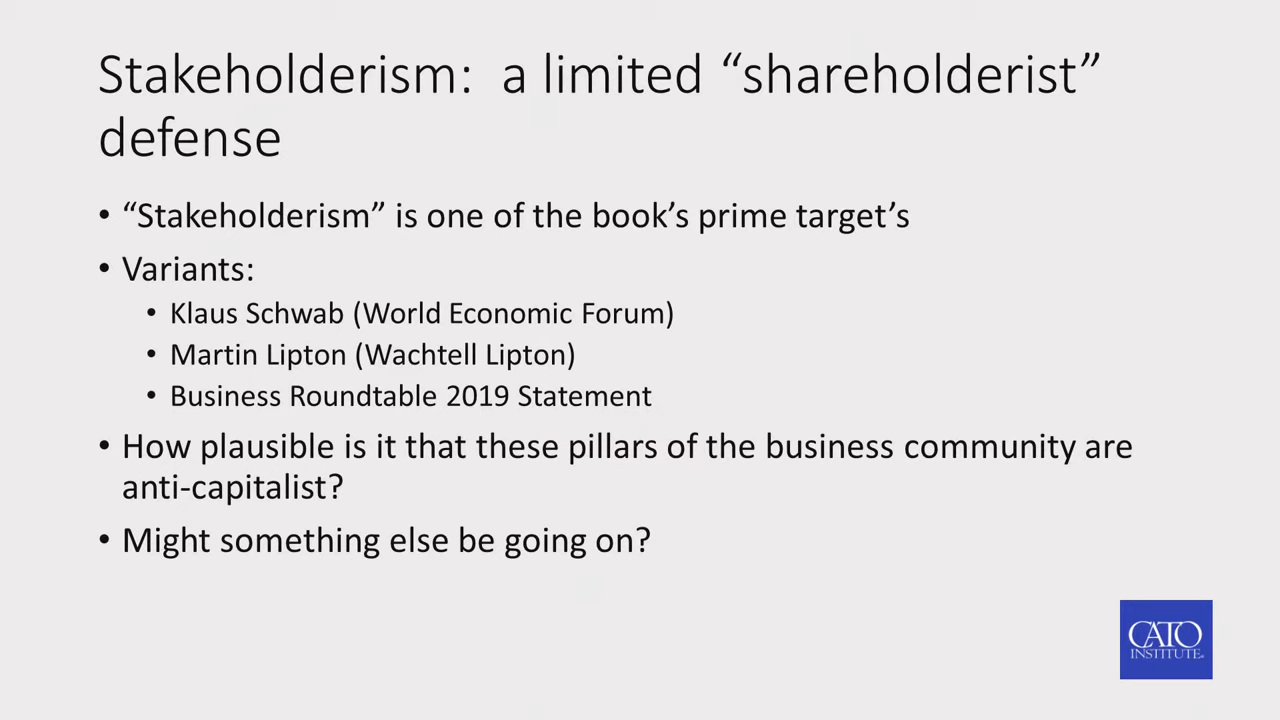 Stakeholderism:  a limited “shareholderist”
defense
• “Stakeholderism” is one of the book’s prime target’s
• Variants:
• Klaus Schwab (World Economic Forum)
• Martin Lipton (Wachtell Lipton)
• Business Roundtable 2019 Statement
• How plausible is it that these pillars of the business community are
anti-capitalist?
• Might something else be going on?
CATO
INSTITUTE